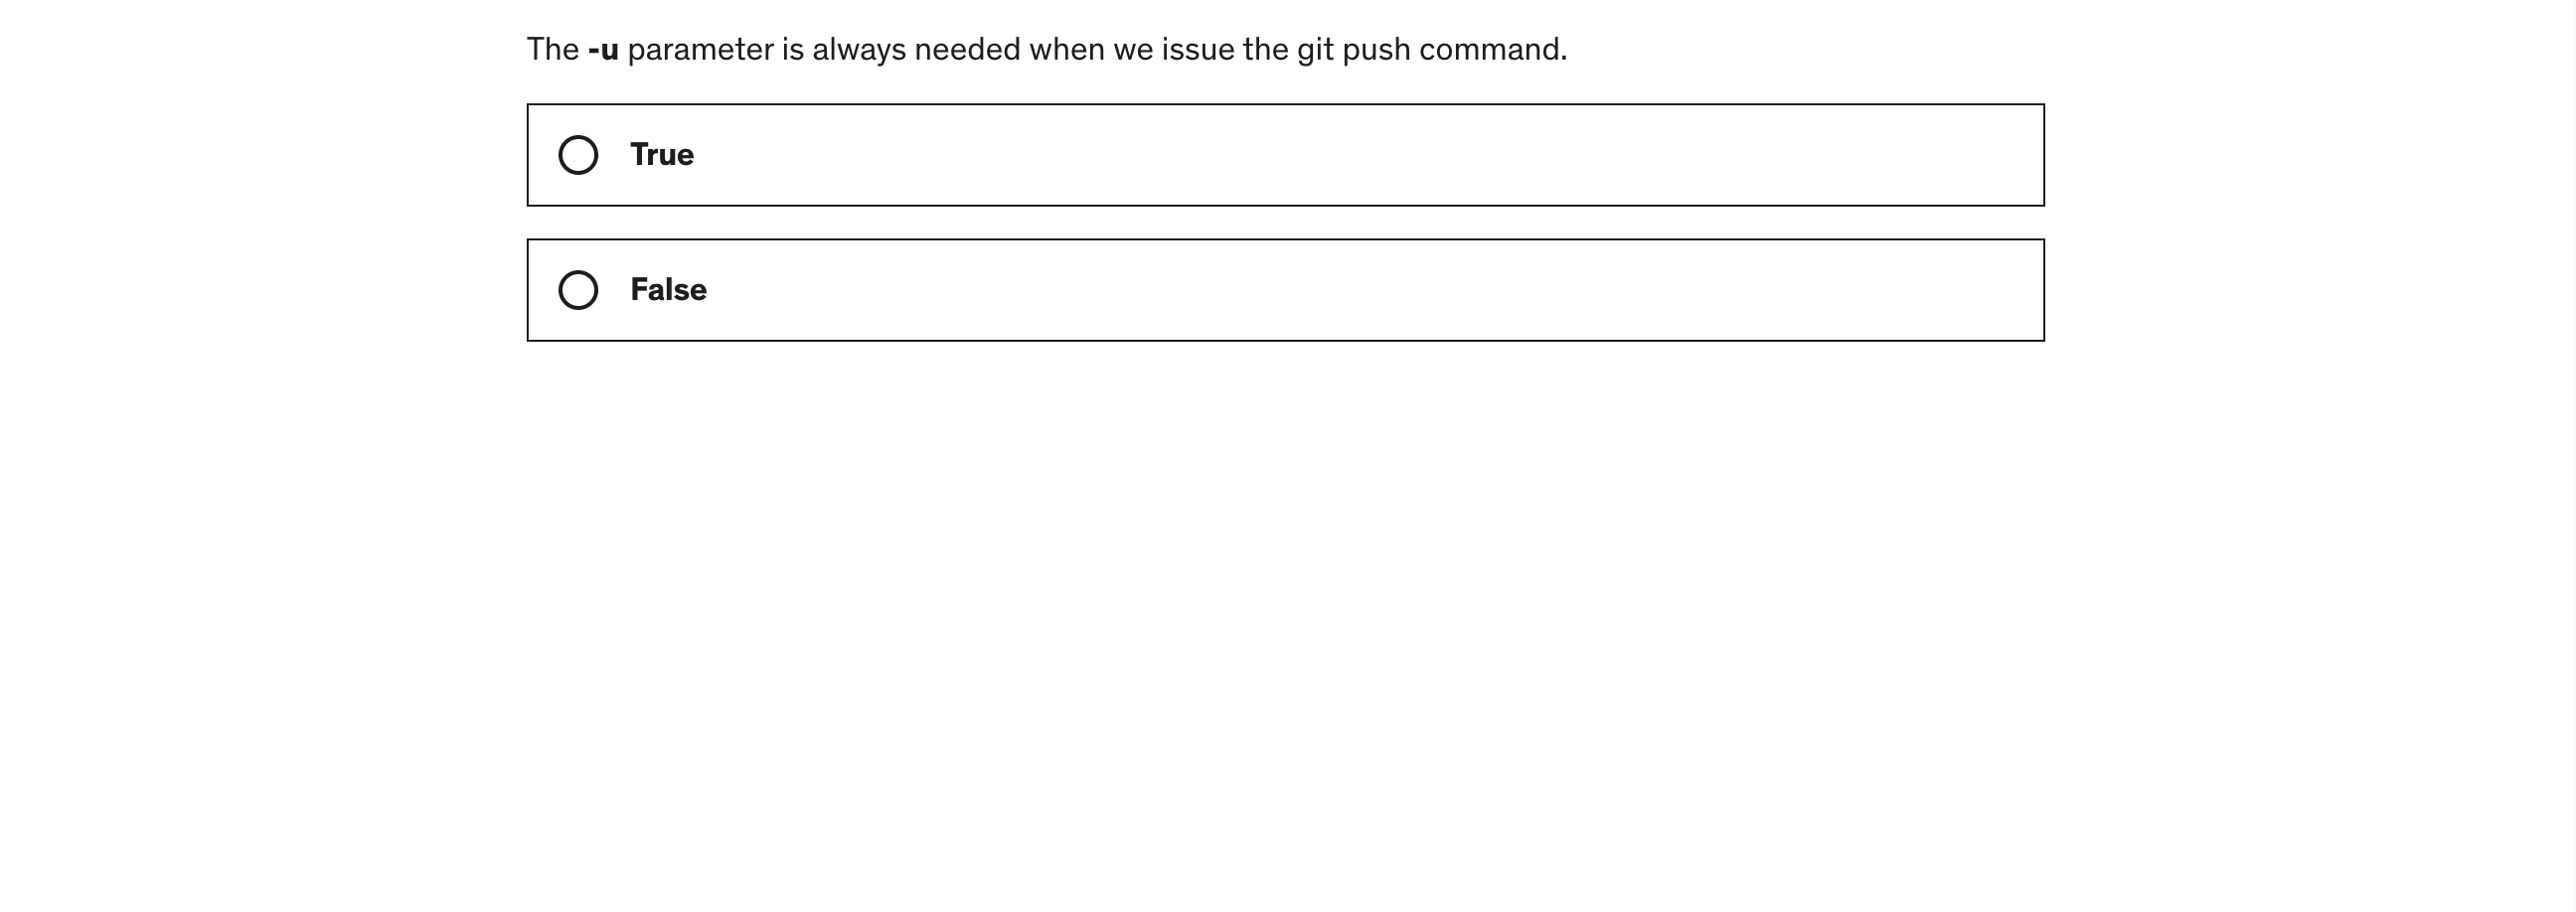 The -u parameter is always needed when we issue the git push command.
True
False